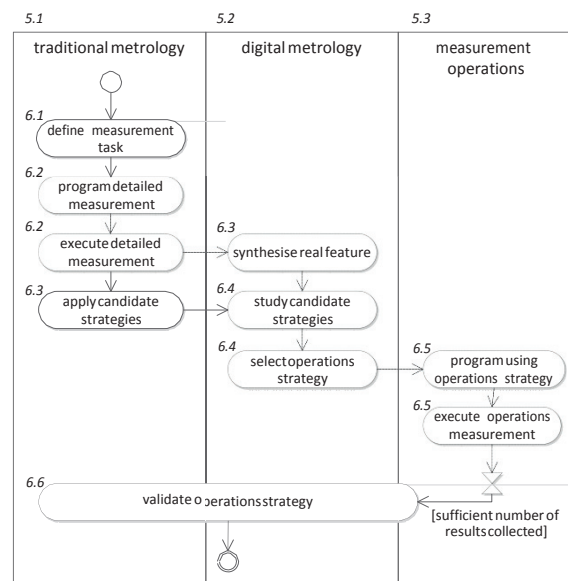 5.1
5.2
5.3
traditional metrology
digital metrology
measurement
operations
6.1
define measurement
task
6.2
program detailed
measurement
6.2
execute detailed
measurement
6.3
synthesise real feature
6.3
apply candidate
strategies
6.4
study candidate
strategies
6.4
select operations
strategy
6.5
program using
operations strategy
6.5
execute operations
measurement
6.6
validate operations strategy
[sufficient number of
results collected]